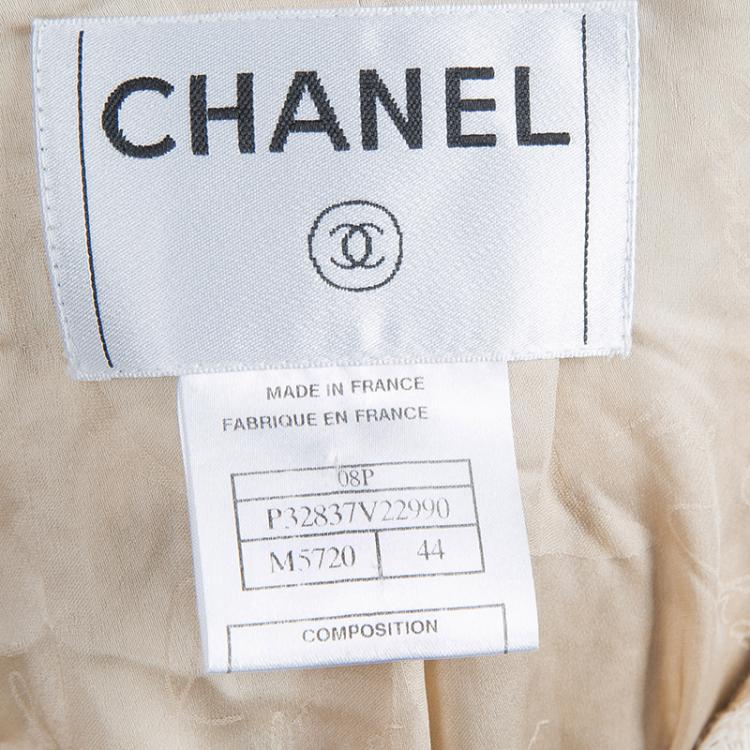 CHANEL
MADE IN FRANCE
FABRIQUE EN FRANCE
08P
P32837V22990
M5720 44
COMPOSITION